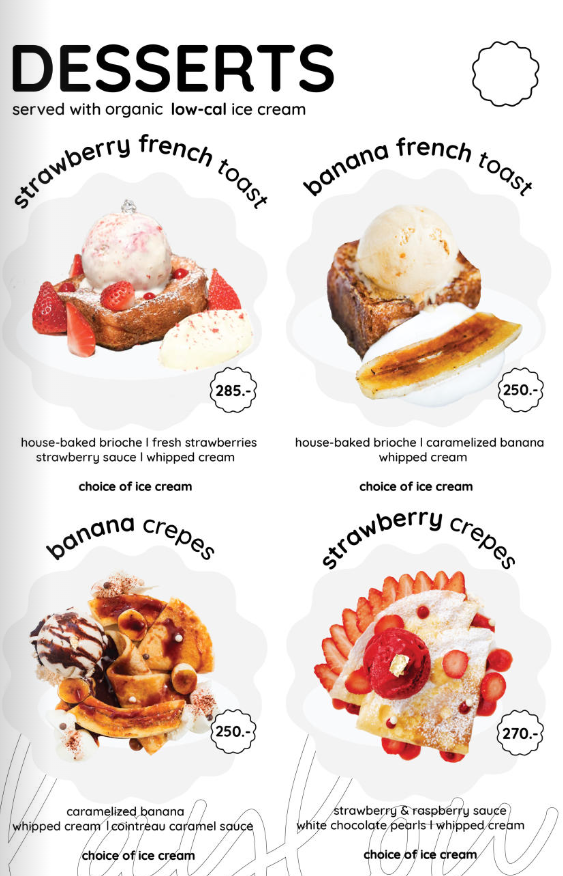 DESSERTS
served with organic low-cal ice cream
strawberry french toast
banana french toast
285.-
250.-
house-baked brioche | fresh strawberries
strawberry sauce | whipped cream
choice of ice cream
house-baked brioche | caramelized banana
whipped cream
choice of ice cream
banana crepes
strawberry crepes
250.-
270.-
caramelized banana
whipped cream | cointreau caramel sauce
choice of ice cream
strawberry & raspberry sauce
white chocolate pearls | whipped cream
choice of ice cream